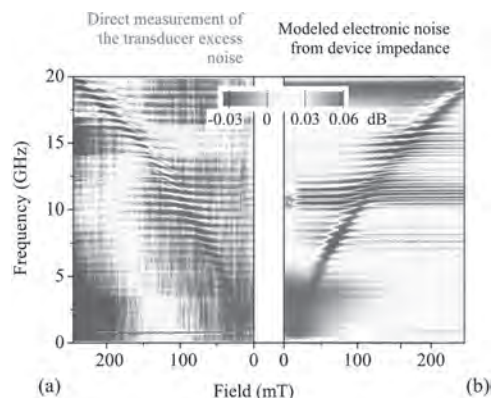 Direct measurement of
the transducer excess
noise
Modeled electronic noise
from device impedance
-0.03 0 0.03 0.06 dB
20
15
10
5
0
Frequency (GHz)
200 100 0 0 100 200
(a) Field (mT) (b)